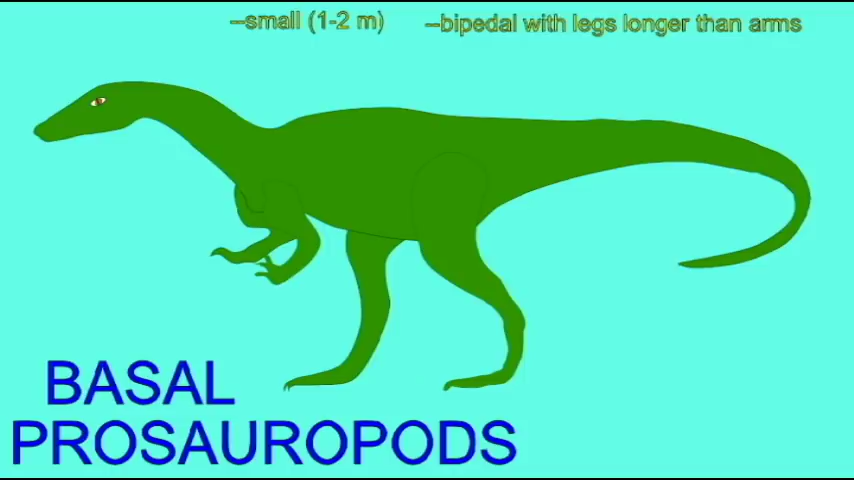 --small (1-2 m) --bipedal with legs longer than arms
BASAL
PROSAUROPODS